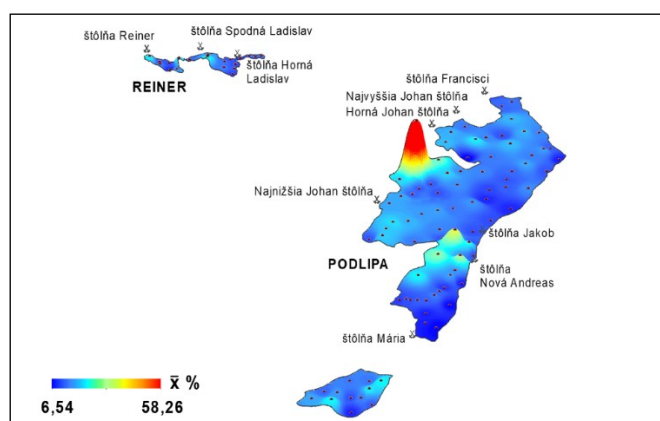 štôlňa Reiner
štôlňa Spodná Ladislav
štôlňa Horná
Ladislav
REINER
štôlňa Francisci
Najvyššia Johan štôlňa
Horná Johan štôlňa
Najnižšia Johan štôlňa
štôlňa Jakob
PODLIPA
štôlňa
Nová Andreas
štôlňa Mária
x̅ %
6,54
58,26